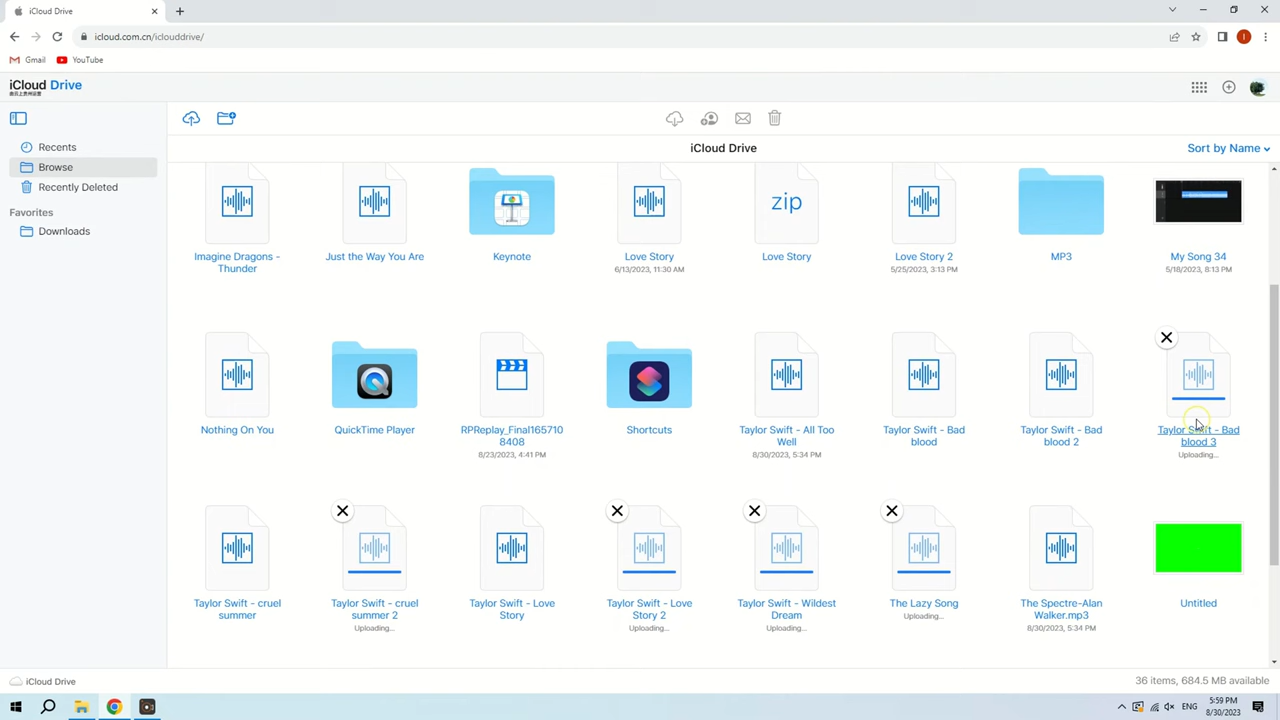 iCloud Drive
icloud.com.cn/iclouddrive/
Gmail
YouTube
iCloud Drive
Recents
Browse
Recently Deleted
Favorites
Downloads
iCloud Drive
Sort by Name
zip
Imagine Dragons -
Thunder
Just the Way You Are
Keynote
Love Story
6/13/2023, 11:30 AM
Love Story
Love Story 2
5/25/2023, 3:13 PM
MP3
My Song 34
5/18/2023, 8:13 PM
Nothing On You
QuickTime Player
RPReplay_Final165710
8408
8/23/2023, 4:41 PM
Shortcuts
Taylor Swift - All Too
Well
8/30/2023, 5:34 PM
Taylor Swift - Bad
blood
Taylor Swift - Bad
blood 2
Taylor Swift - Bad
blood 3
Uploading...
Taylor Swift - cruel
summer
Taylor Swift - cruel
summer 2
Uploading...
Taylor Swift - Love
Story
Taylor Swift - Love
Story 2
Uploading...
Taylor Swift - Wildest
Dream
Uploading...
The Lazy Song
Uploading...
The Spectre-Alan
Walker.mp3
8/30/2023, 5:34 PM
Untitled
iCloud Drive
36 items, 684.5 MB available
ENG
5:59 PM
8/30/2023